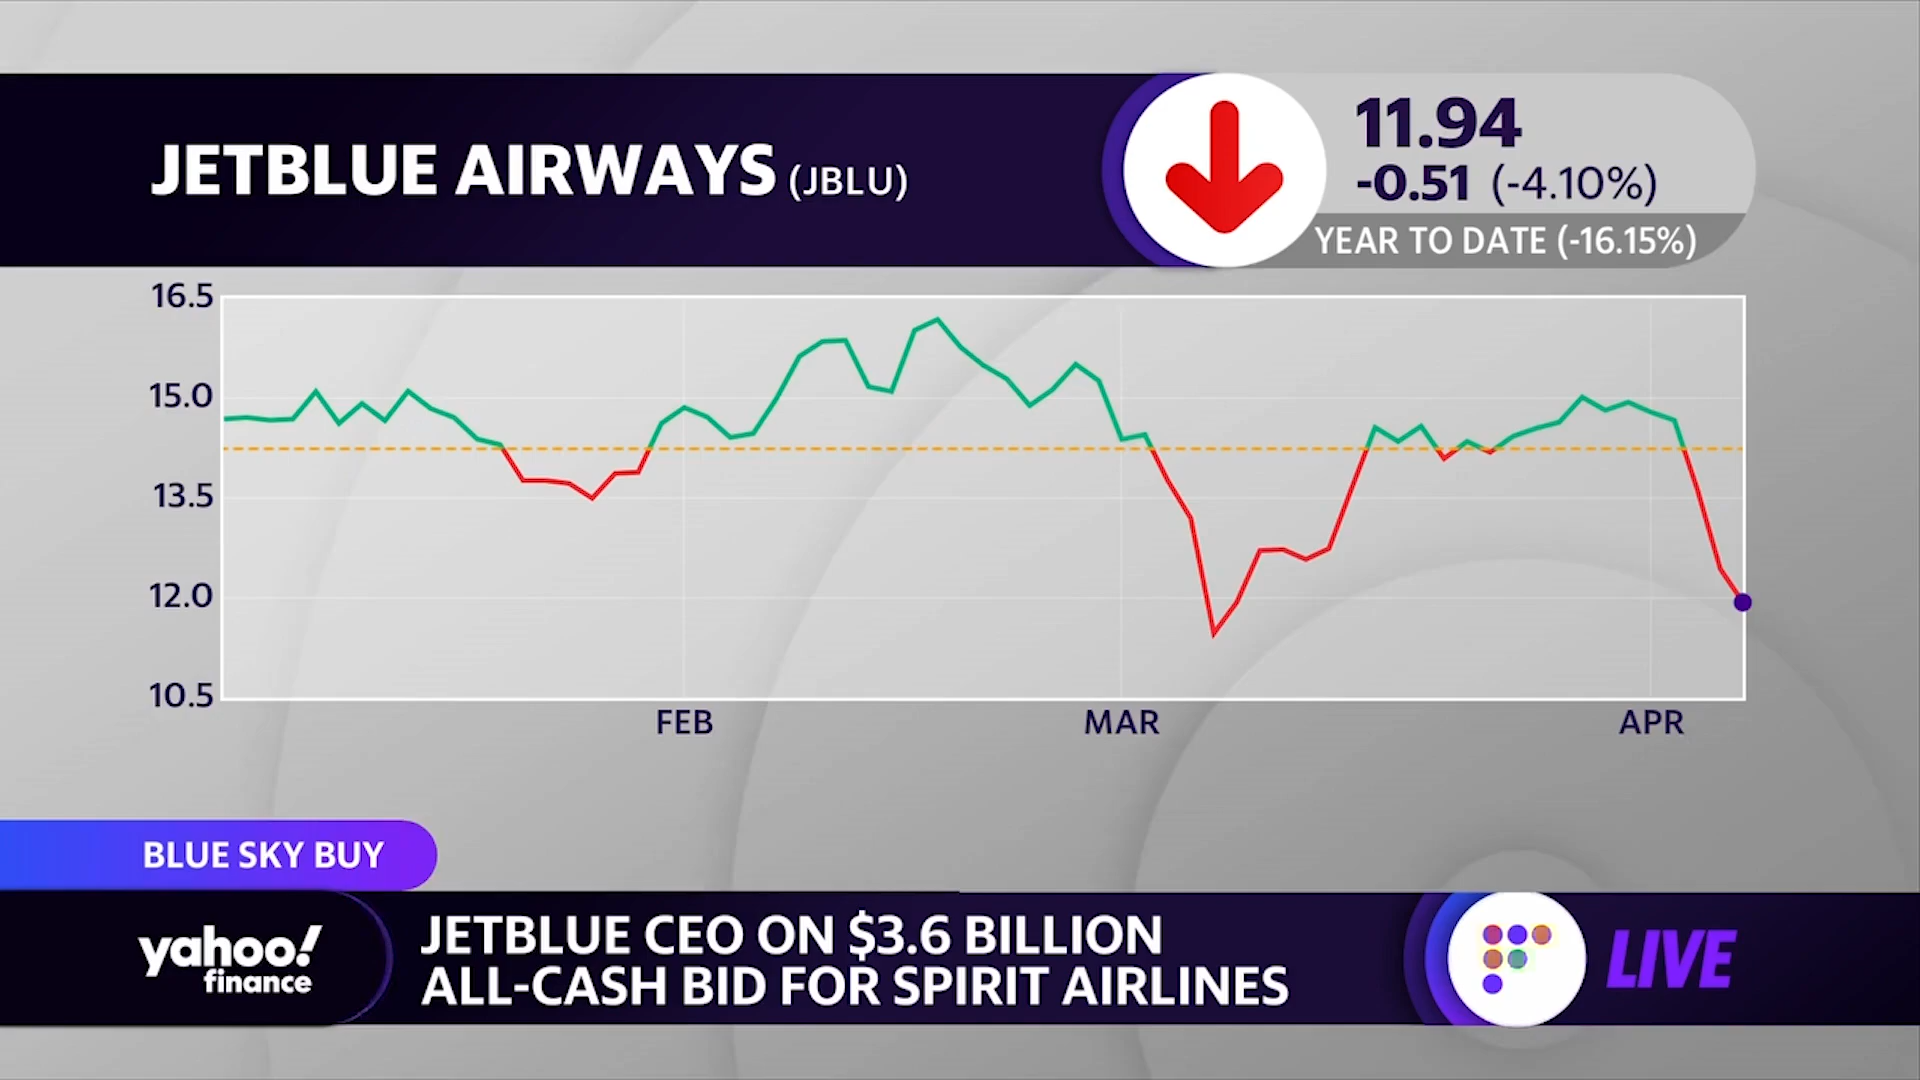 JETBLUE AIRWAYS (JBLU)
11.94
-0.51 (-4.10%)
YEAR TO DATE (-16.15%)
16.5
15.0
13.5
12.0
10.5
FEB MAR APR
BLUE SKY BUY
yahoo!
finance
JETBLUE CEO ON $3.6 BILLION
ALL-CASH BID FOR SPIRIT AIRLINES
LIVE